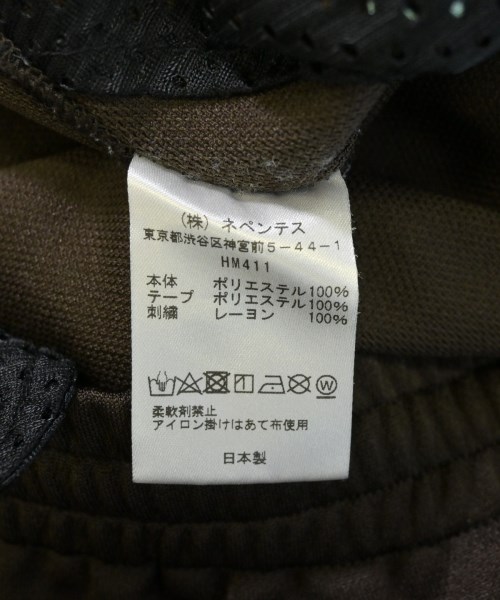 （株）ネペンテス
東京都渋谷区神宮前5－44－1
HM411
本体 ポリエステル100%
テープ ポリエステル100%
刺繍 レーヨン 100%
柔軟剤禁止
アイロン掛けはあて布使用
日本製